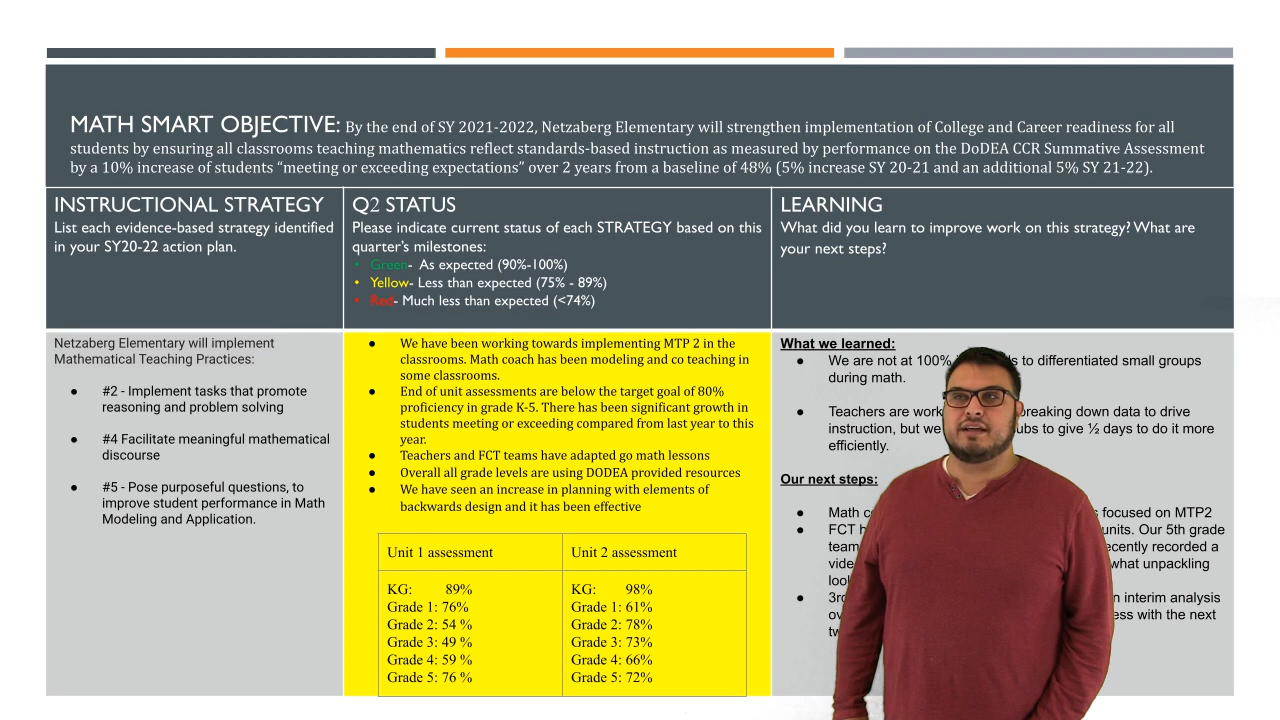 MATH SMART OBJECTIVE: By the end of SY 2021-2022, Netzaberg Elementary will strengthen implementation of College and Career readiness for all
students by ensuring all classrooms teaching mathematics reflect standards-based instruction as measured by performance on the DoDEA CCR Summative Assessment
by a 10% increase of students “meeting or exceeding expectations” over 2 years from a baseline of 48% (5% increase SY 20-21 and an additional 5% SY 21-22).
INSTRUCTIONAL STRATEGY
List each evidence-based strategy identified
in your SY20-22 action plan.
Q2 STATUS
Please indicate current status of each STRATEGY based on this
quarter’s milestones:
• Green- As expected (90%-100%)
• Yellow- Less than expected (75% - 89%)
• Red- Much less than expected (<74%)
LEARNING
What did you learn to improve work on this strategy? What are
your next steps?
Netzaberg Elementary will implement
Mathematical Teaching Practices:
● #2 - Implement tasks that promote
reasoning and problem solving
● #4 Facilitate meaningful mathematical
discourse
● #5 - Pose purposeful questions, to
improve student performance in Math
Modeling and Application.
● We have been working towards implementing MTP 2 in the
classrooms. Math coach has been modeling and co teaching in
some classrooms.
● End of unit assessments are below the target goal of 80%
proficiency in grade K-5. There has been significant growth in
students meeting or exceeding compared from last year to this
year.
● Teachers and FCT teams have adapted go math lessons
● Overall all grade levels are using DODEA provided resources
● We have seen an increase in planning with elements of
backwards design and it has been effective
Unit 1 assessment
KG: 89%
Grade 1: 76%
Grade 2: 54 %
Grade 3: 49 %
Grade 4: 59 %
Grade 5: 76 %
Unit 2 assessment
KG: 98%
Grade 1: 61%
Grade 2: 78%
Grade 3: 73%
Grade 4: 66%
Grade 5: 72%
What we learned:
● We are not at 100% to differentiated small groups
during math.
● Teachers are breaking down data to drive
instruction, but we to give ½ days to do it more
efficiently.
Our next steps:
● Math focused on MTP2
● FCT units. Our 5th grade
team recently recorded a
what unpacking
● interim analysis
with the next